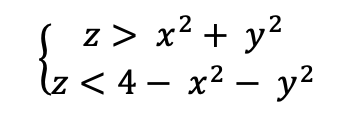 z > x² + y²
z < 4 − x² − y²